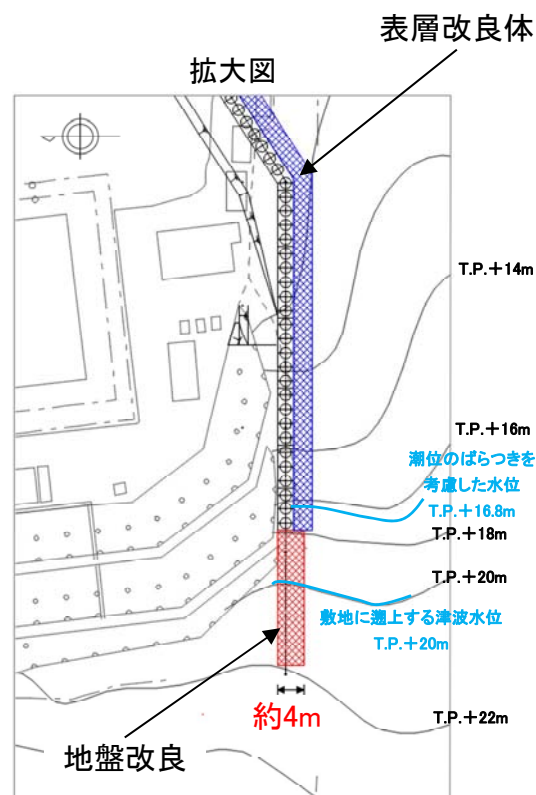 表層改良体
拡大図
T.P.+14m
T.P.+16m
潮位のばらつきを
考慮した水位
T.P.+16.8m
T.P.+18m
T.P.+20m
敷地に遡上する津波水位
T.P.+20m
約4m
T.P.+22m
地盤改良